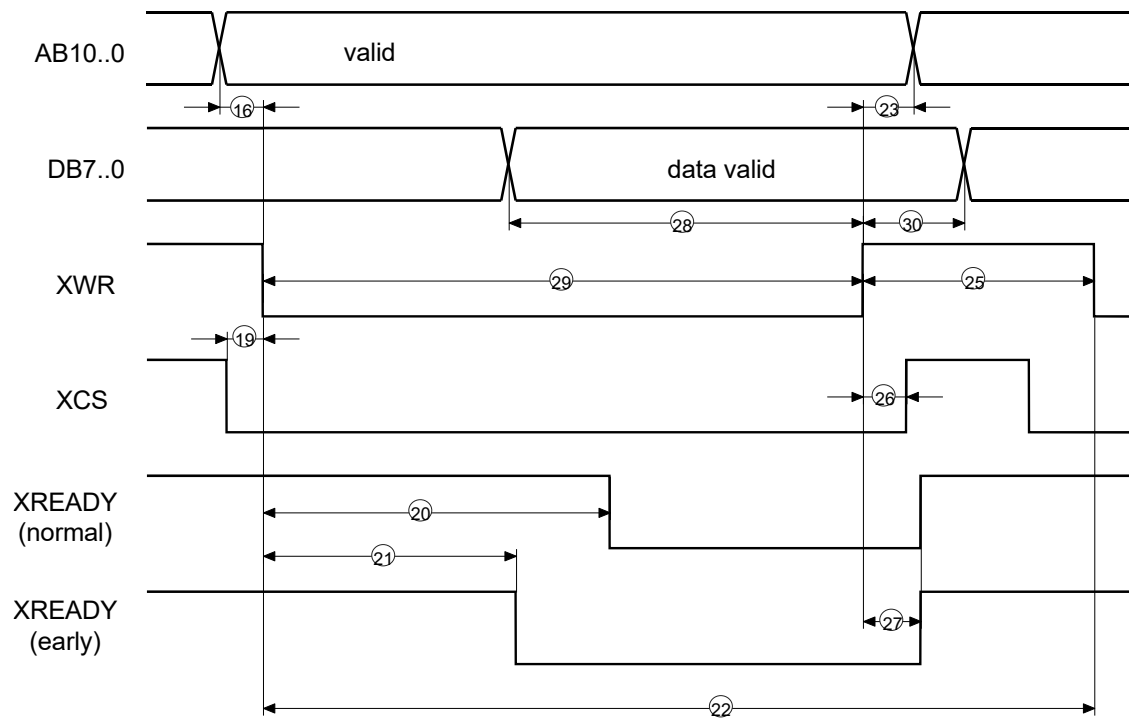 AB10..0
valid
16
23
DB7..0
data valid
28
30
XWR
29
25
19
XCS
26
XREADY
(normal)
20
21
XREADY
(early)
27
22